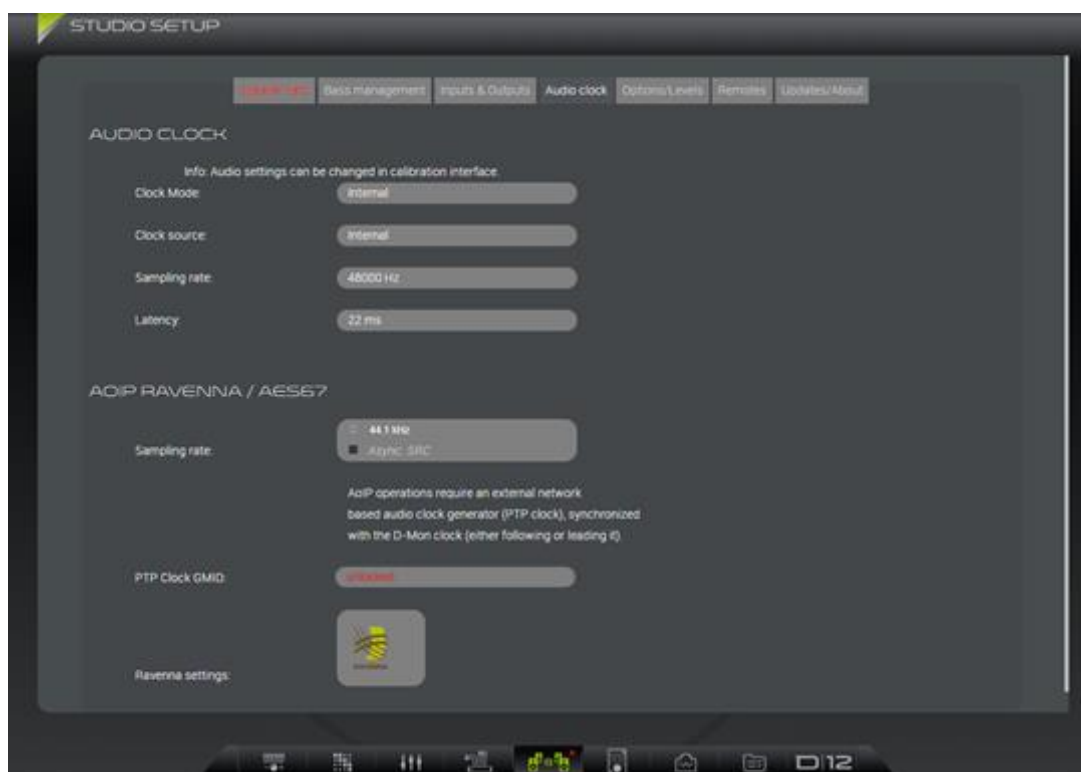 STUDIO SETUP
Bass management
Inputs & Outputs
Audio clock
Options/Levels
Remotes
Updates/About
AUDIO CLOCK
Info: Audio settings can be changed in calibration interface.
Clock Mode:
Internal
Clock source:
Internal
Sampling rate:
48000 Hz
Latency:
22 ms
AOIP RAVENNA / AES67
44.1 kHz
Sampling rate:
Async. SRC
AoIP operations require an external network
based audio clock generator (PTP clock), synchronized
with the D-Mon clock (either following or leading it)
PTP Clock GMID:
unlocked
Ravenna settings:
D|12